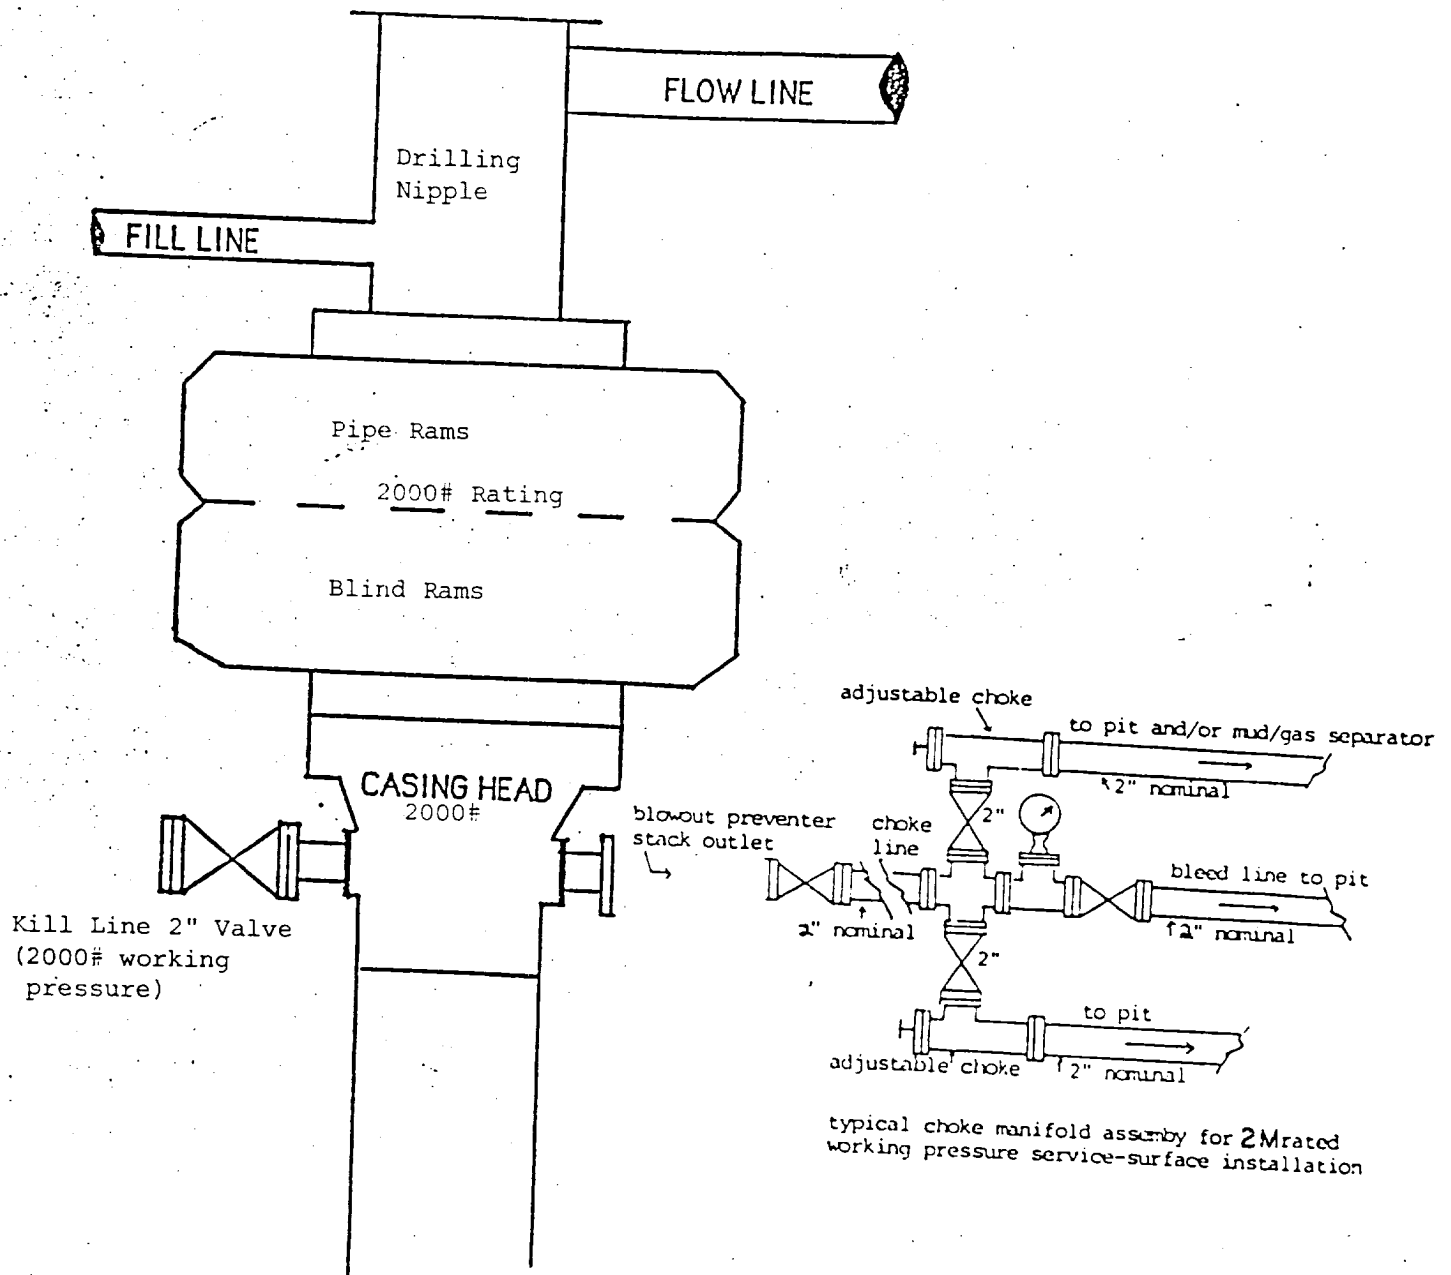 FLOW LINE
Drilling
Nipple
FILL LINE
Pipe Rams
2000# Rating
Blind Rams
CASING HEAD
2000#
Kill Line 2" Valve
(2000# working
pressure)
blowout preventer
stack outlet
choke
line
adjustable choke
to pit and/or mud/gas separator
2" nominal
2"
bleed line to pit
2" nominal
2" nominal
2"
to pit
adjustable choke
2" nominal
typical choke manifold assemby for 2M rated
working pressure service-surface installation